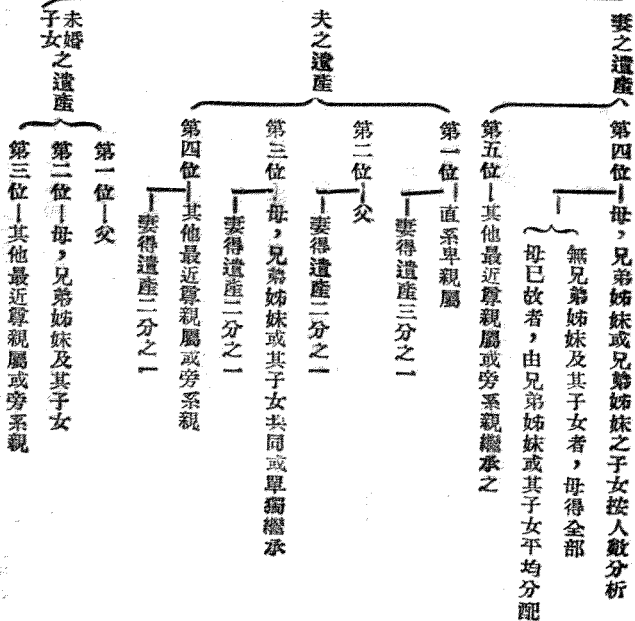 妻之遺產
第四位—母，兄弟姊妹或兄弟姊妹之子女按人數分析
無兄弟姊妹及其子女者，母得全部
母已故者，由兄弟姊妹或其子女平均分配
第五位—其他最近尊親屬或旁系親繼承之
夫之遺產
第一位—直系卑親屬
妻得遺產三分之一
第二位—父
妻得遺產二分之一
第三位—母，兄弟姊妹或其子女共同或單獨繼承
妻得遺產二分之一
第四位—其他最近尊親屬或旁系親
妻得遺產二分之一
未婚之遺產
子女
第一位—父
第二位—母，兄弟姊妹及其子女
第三位—其他最近尊親屬或旁系親